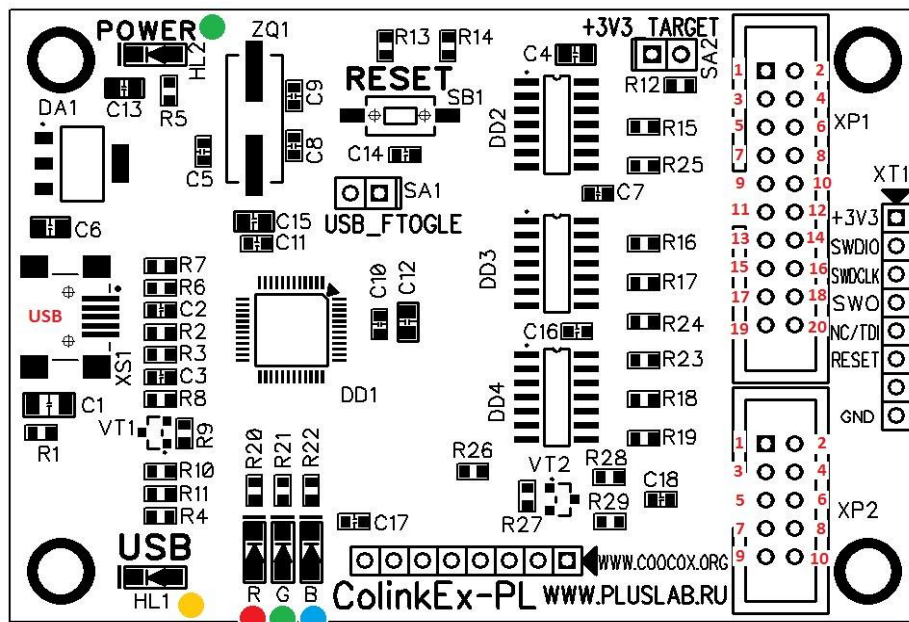 POWER
HL2
ZQ1
R13
R14
+3V3 TARGET
C4
SA2
R12
1
2
3
4
5
6
7
8
9
10
11
12
13
14
15
16
17
18
19
20
XP1
XT1
+3V3
SWDIO
SWDCLK
SWO
NC/TDI
RESET
GND
DA1
C13
R5
C9
C8
C5
RESET
SB1
C14
DD2
R15
R25
C7
SA1
USB_FTOGLE
C6
C15
C11
R7
R6
C2
R2
R3
C3
R8
USB
XS1
C10
C12
DD1
DD3
R16
R17
R24
C16
R23
DD4
R18
R19
C1
R1
VT1
R9
R10
R11
R4
R20
R21
R22
R26
VT2
R27
R28
R29
C18
C17
1
2
3
4
5
6
7
8
9
10
XP2
USB
HL1
R
G
B
WWW.COOCOX.ORG
ColinkEx-PL WWW.PLUSLAB.RU